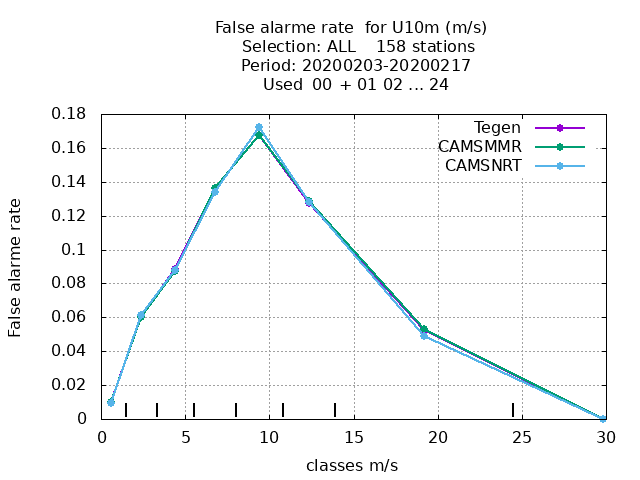 False alarme rate  for U10m (m/s)
Selection: ALL    158 stations
Period: 20200203-20200217
Used  00 + 01 02 ... 24
0.18
0.16
0.14
0.12
0.1
0.08
0.06
0.04
0.02
0
False alarme rate
Tegen
CAMSMMR
CAMSNRT
0 5 10 15 20 25 30
classes m/s